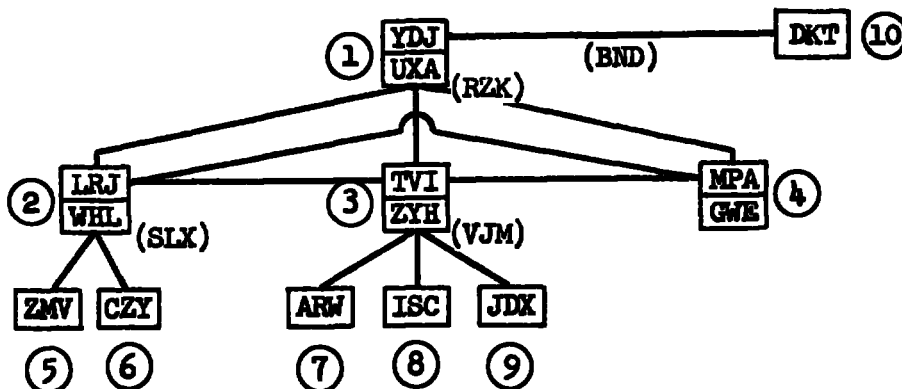 YDJ
DKT 10
1
(BND)
UXA
(RZK)
LRJ
TVI
MPA
2
3
4
WHL
ZYH
GWE
(SLX)
(VJM)
ZMV CZY
ARW ISC JDX
5 6 7 8 9